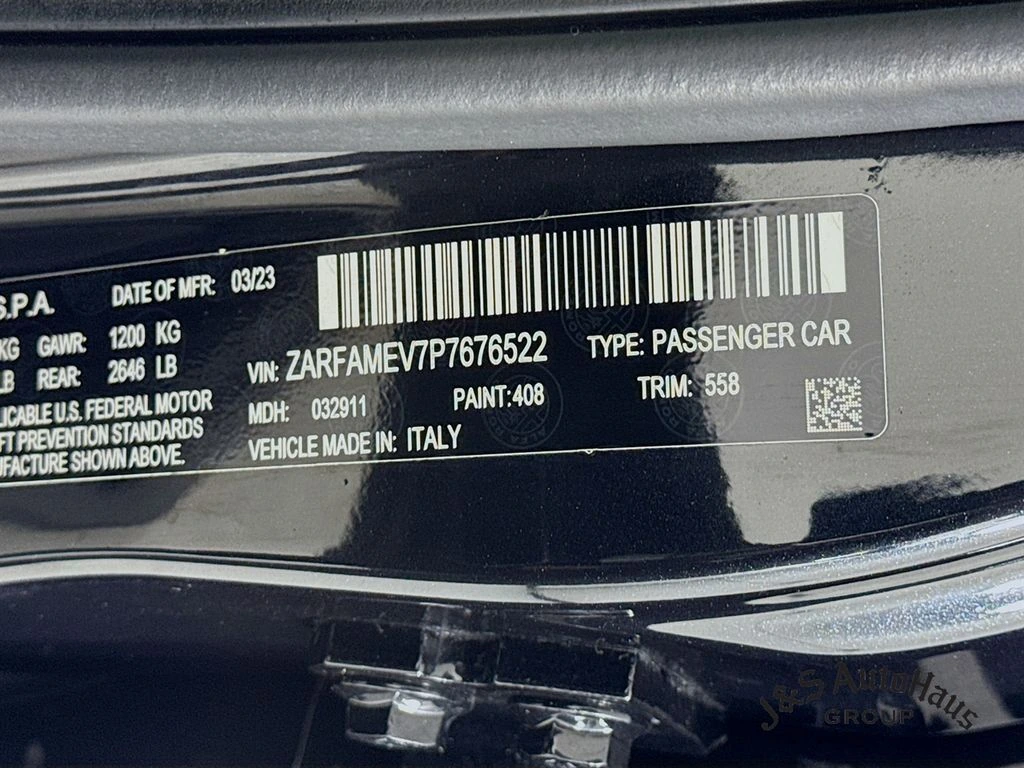 S.P.A. DATE OF MFR: 03/23
KG GAWR: 1200 KG
LB REAR: 2646 LB
VIN: ZARFAMEV7P7676522 TYPE: PASSENGER CAR
MDH: 032911 PAINT:408 TRIM: 558
VEHICLE MADE IN: ITALY
LICABLE U.S. FEDERAL MOTOR
FT PREVENTION STANDARDS
UFACTURE SHOWN ABOVE.
J&S AutoHaus
GROUP